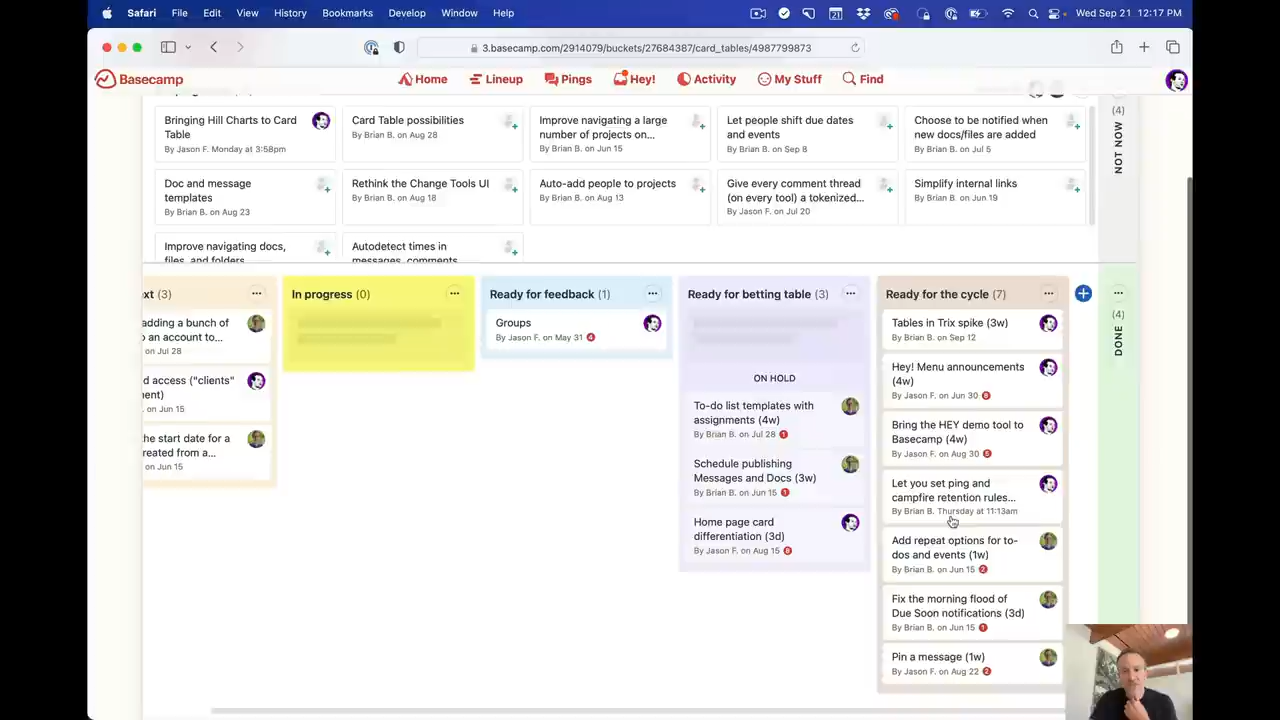 Safari File Edit View History Bookmarks Develop Window Help
21
Wed Sep 21 12:17 PM
3.basecamp.com/2914079/buckets/27684387/card_tables/4987799873
Basecamp
Home Lineup Pings Hey! Activity My Stuff Find
Bringing Hill Charts to Card
Table
By Jason F. Monday at 3:58pm
Card Table possibilities
By Brian B. on Aug 28
Improve navigating a large
number of projects on...
By Brian B. on Jun 15
Let people shift due dates
and events
By Brian B. on Sep 8
Choose to be notified when
new docs/files are added
By Brian B. on Jul 5
Doc and message
templates
By Brian B. on Aug 23
Rethink the Change Tools UI
By Brian B. on Aug 18
Auto-add people to projects
By Brian B. on Aug 13
Give every comment thread
(on every tool) a tokenized...
By Jason F. on Jul 20
Simplify internal links
By Brian B. on Jun 19
Improve navigating docs,
files, and folders
Autodetect times in
messages, comments
(4)
NOT NOW
ext (3)
adding a bunch of
o an account to...
on Jul 28
d access ("clients"
ent)
on Jun 15
the start date for a
reated from a...
on Jun 15
In progress (0)
Ready for feedback (1)
Groups
By Jason F. on May 31 4
Ready for betting table (3)
ON HOLD
To-do list templates with
assignments (4w)
By Brian B. on Jul 28 1
Schedule publishing
Messages and Docs (3w)
By Brian B. on Jun 15 1
Home page card
differentiation (3d)
By Jason F. on Aug 15 8
Ready for the cycle (7)
Tables in Trix spike (3w)
By Brian B. on Sep 12
Hey! Menu announcements
(4w)
By Jason F. on Jun 30 8
Bring the HEY demo tool to
Basecamp (4w)
By Jason F. on Aug 30 5
Let you set ping and
campfire retention rules...
By Brian B. Thursday at 11:13am
Add repeat options for to-
dos and events (1w)
By Brian B. on Jun 15 2
Fix the morning flood of
Due Soon notifications (3d)
By Brian B. on Jun 15 1
Pin a message (1w)
By Jason F. on Aug 22 2
(4)
DONE